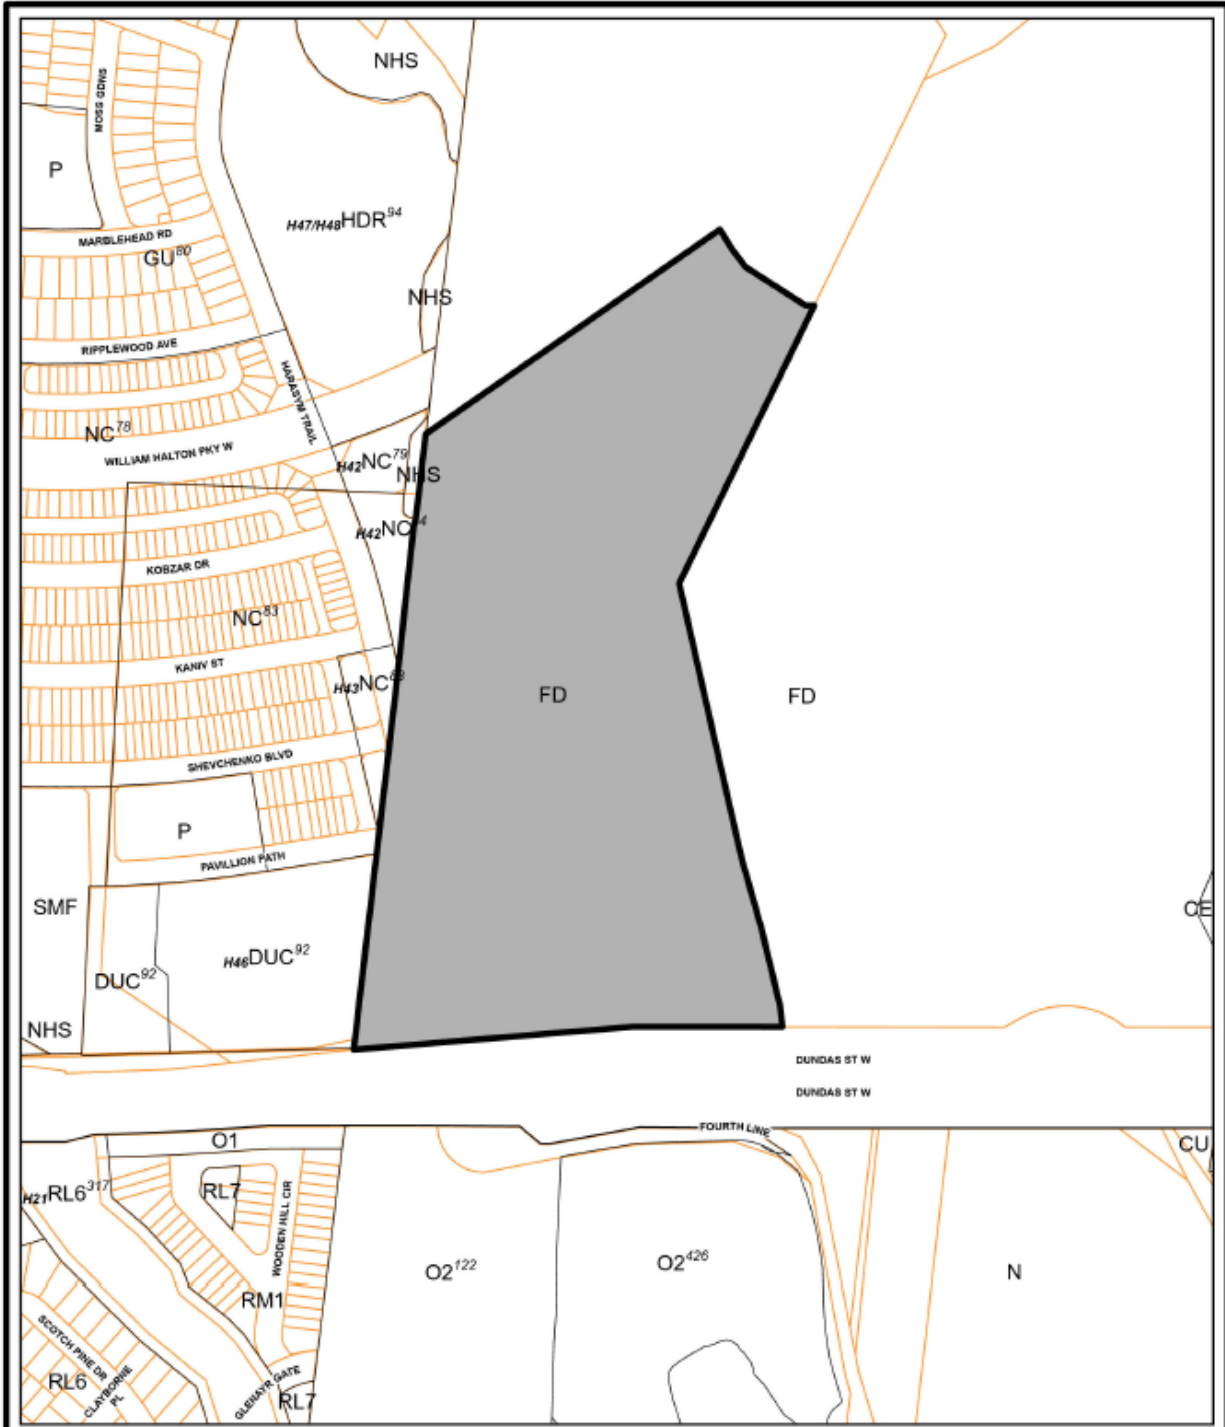 NHS
MOSS GDNS
P
H47/H48HDR94
MARBLEHEAD RD
GU80
NHS
RIPPLEWOOD AVE
HARASYM TRAIL
NC78
WILLIAM HALTON PKY W
H42NC79
NHS
H42NC
KOBZAR DR
NC83
KANIV ST
H43NC
FD
FD
SHEVCHENKO BLVD
P
PAVILLION PATH
SMF
CE
H46DUC92
DUC92
NHS
DUNDAS ST W
DUNDAS ST W
FOURTH LINE
O1
CU
H21RL6317
RL7
WOODEN HILL CIR
O2122
O2426
N
RM1
SCOTCH PINE DR
CLAYBORNE PL
RL6
GLENAYR GATE
RL7